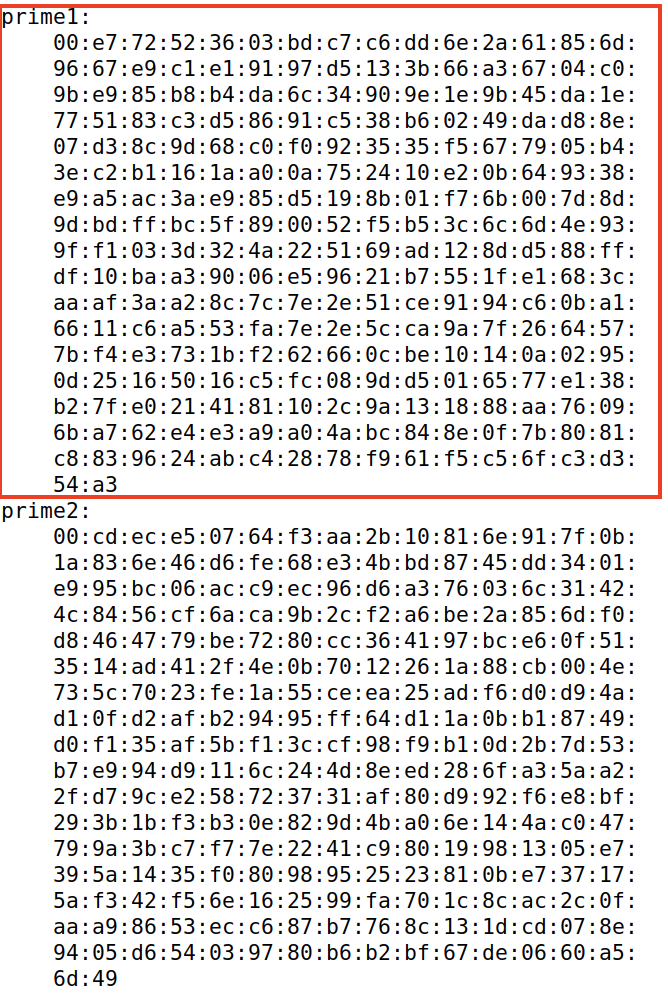 prime1:
00:e7:72:52:36:03:bd:c7:c6:dd:6e:2a:61:85:6d:
96:67:e9:c1:e1:91:97:d5:13:3b:66:a3:67:04:c0:
9b:e9:85:b8:b4:da:6c:34:90:9e:1e:9b:45:da:1e:
77:51:83:c3:d5:86:91:c5:38:b6:02:49:da:d8:8e:
07:d3:8c:9d:68:c0:f0:92:35:35:f5:67:79:05:b4:
3e:c2:b1:16:1a:a0:0a:75:24:10:e2:0b:64:93:38:
e9:a5:ac:3a:e9:85:d5:19:8b:01:f7:6b:00:7d:8d:
9d:bd:ff:bc:5f:89:00:52:f5:b5:3c:6c:6d:4e:93:
9f:f1:03:3d:32:4a:22:51:69:ad:12:8d:d5:88:ff:
df:10:ba:a3:90:06:e5:96:21:b7:55:1f:e1:68:3c:
aa:af:3a:a2:8c:7c:7e:2e:51:ce:91:94:c6:0b:a1:
66:11:c6:a5:53:fa:7e:2e:5c:ca:9a:7f:26:64:57:
7b:f4:e3:73:1b:f2:62:66:0c:be:10:14:0a:02:95:
0d:25:16:50:16:c5:fc:08:9d:d5:01:65:77:e1:38:
b2:7f:e0:21:41:81:10:2c:9a:13:18:88:aa:76:09:
6b:a7:62:e4:e3:a9:a0:4a:bc:84:8e:0f:7b:80:81:
c8:83:96:24:ab:c4:28:78:f9:61:f5:c5:6f:c3:d3:
54:a3
prime2:
00:cd:ec:e5:07:64:f3:aa:2b:10:81:6e:91:7f:0b:
1a:83:6e:46:d6:fe:68:e3:4b:bd:87:45:dd:34:01:
e9:95:bc:06:ac:c9:ec:96:d6:a3:76:03:6c:31:42:
4c:84:56:cf:6a:ca:9b:2c:f2:a6:be:2a:85:6d:f0:
d8:46:47:79:be:72:80:cc:36:41:97:bc:e6:0f:51:
35:14:ad:41:2f:4e:0b:70:12:26:1a:88:cb:00:4e:
73:5c:70:23:fe:1a:55:ce:ea:25:ad:f6:d0:d9:4a:
d1:0f:d2:af:b2:94:95:ff:64:d1:1a:0b:b1:87:49:
d0:f1:35:af:5b:f1:3c:cf:98:f9:b1:0d:2b:7d:53:
b7:e9:94:d9:11:6c:24:4d:8e:ed:28:6f:a3:5a:a2:
2f:d7:9c:e2:58:72:37:31:af:80:d9:92:f6:e8:bf:
29:3b:1b:f3:b3:0e:82:9d:4b:a0:6e:14:4a:c0:47:
79:9a:3b:c7:f7:7e:22:41:c9:80:19:98:13:05:e7:
39:5a:14:35:f0:80:98:95:25:23:81:0b:e7:37:17:
5a:f3:42:f5:6e:16:25:99:fa:70:1c:8c:ac:2c:0f:
aa:a9:86:53:ec:c6:87:b7:76:8c:13:1d:cd:07:8e:
94:05:d6:54:03:97:80:b6:b2:bf:67:de:06:60:a5:
6d:49